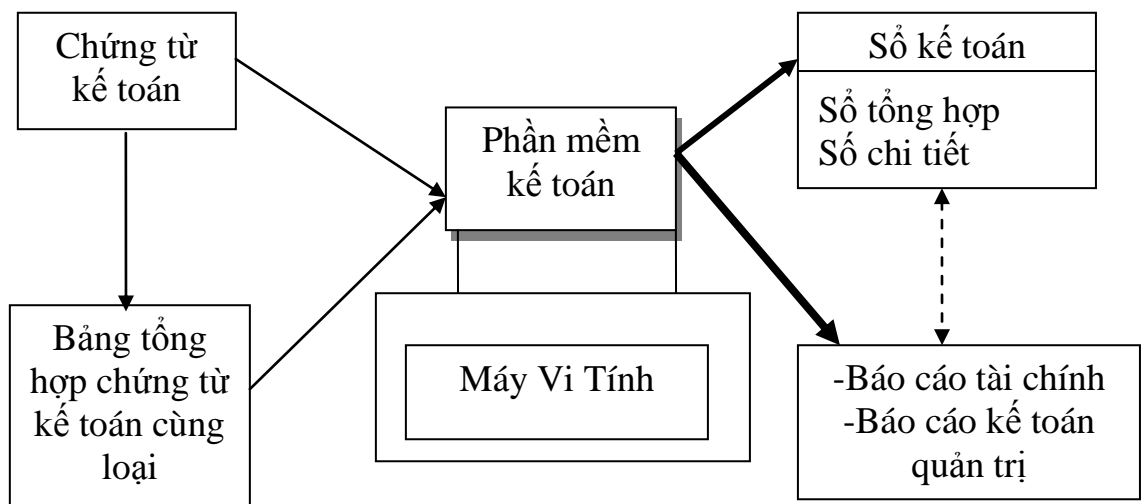 Chứng từ
kế toán
Bảng tổng
hợp chứng từ
kế toán cùng
loại
Phần mềm
kế toán
Máy Vi Tính
Sổ kế toán
Sổ tổng hợp
Số chi tiết
-Báo cáo tài chính
-Báo cáo kế toán
quản trị